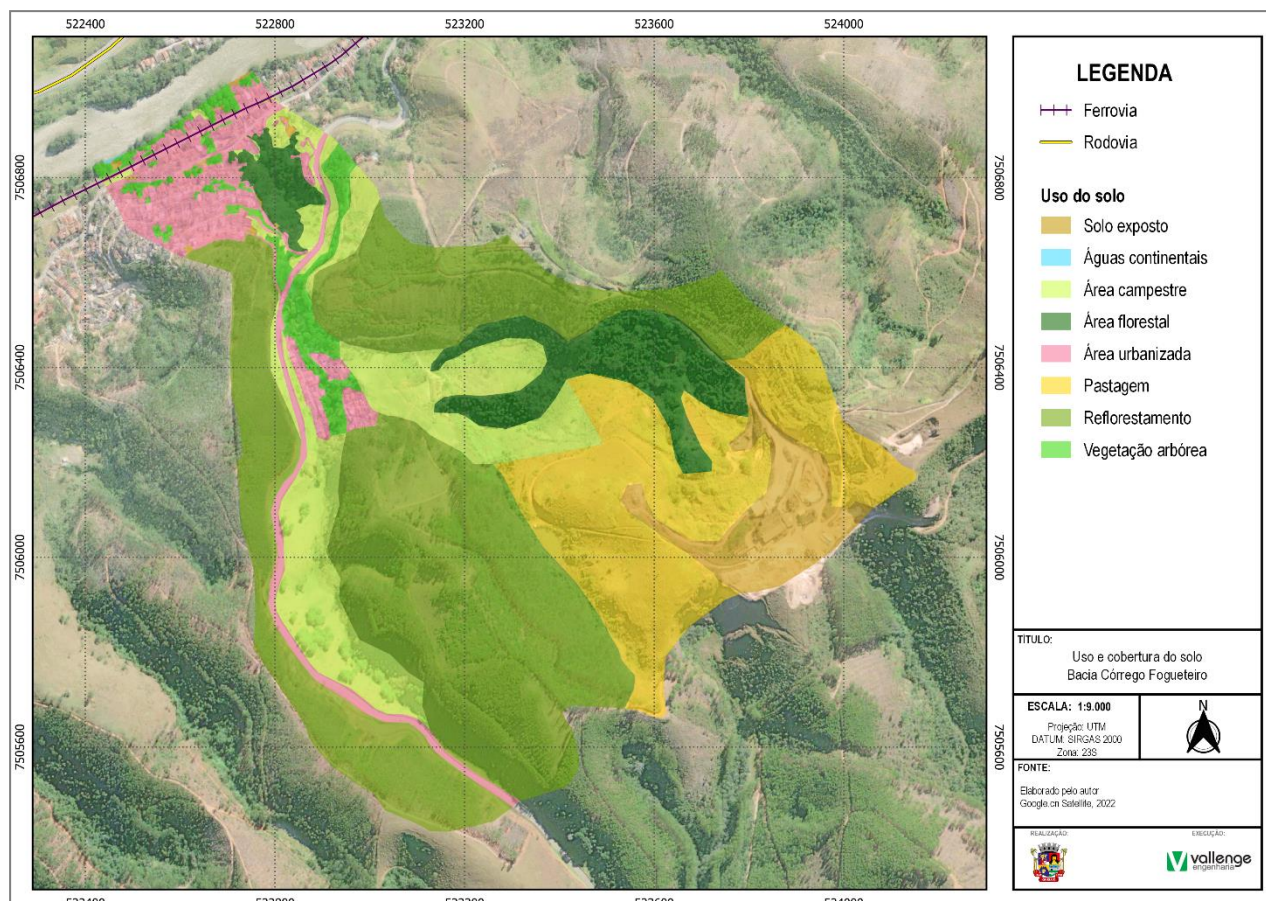 522400 522800 523200 523600 524000
7506800 7506800
7506400 7506400
7506000 7506000
7505600 7505600
LEGENDA
Ferrovia
Rodovia
Uso do solo
Solo exposto
Águas continentais
Área campestre
Área florestal
Área urbanizada
Pastagem
Reflorestamento
Vegetação arbórea
TÍTULO:
Uso e cobertura do solo
Bacia Córrego Fogueteiro
ESCALA: 1:9.000
Projeção: UTM
DATUM: SIRGAS 2000
Zona: 23S
N
FONTE:
Elaborado pelo autor
Google.cn Satellite, 2022
REALIZAÇÃO:
EXECUÇÃO:
vallenge
engenharia